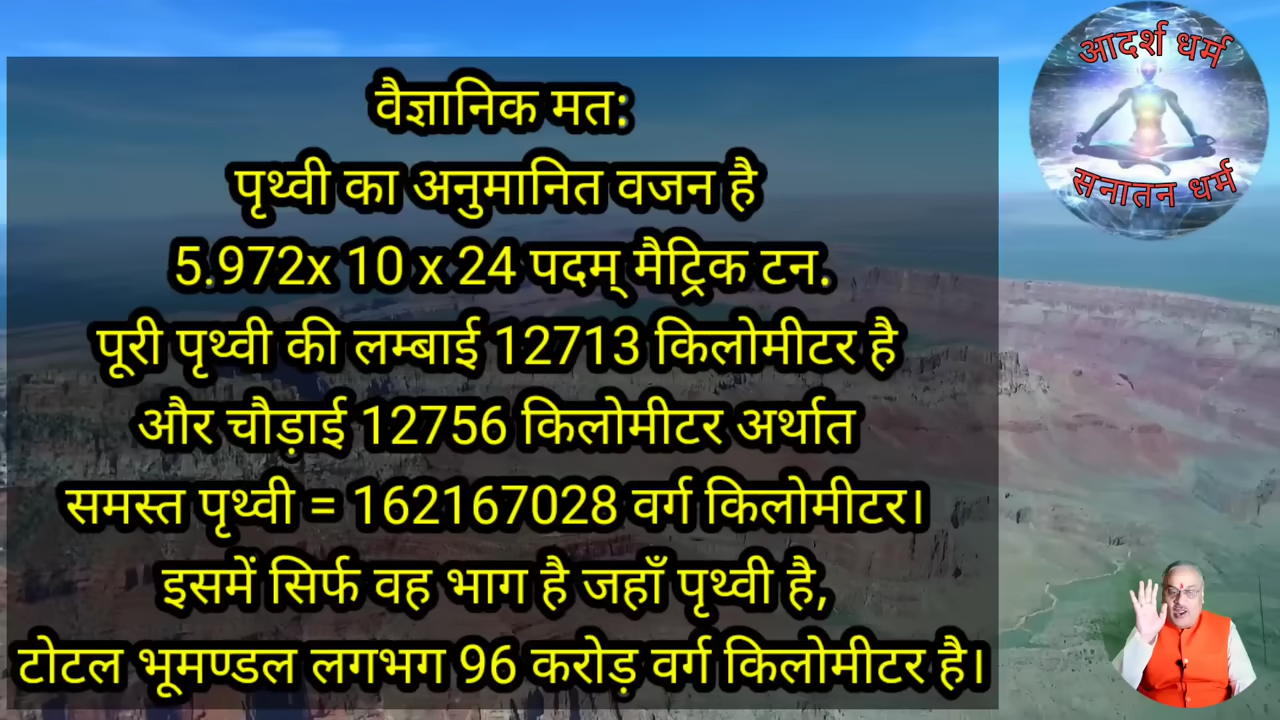 वैज्ञानिक मत:
पृथ्वी का अनुमानित वजन है
5.972x 10 x 24 पदम् मैट्रिक टन.
पूरी पृथ्वी की लम्बाई 12713 किलोमीटर है
और चौड़ाई 12756 किलोमीटर अर्थात
समस्त पृथ्वी = 162167028 वर्ग किलोमीटर।
इसमें सिर्फ वह भाग है जहाँ पृथ्वी है,
टोटल भूमण्डल लगभग 96 करोड़ वर्ग किलोमीटर है।
आदर्श धर्म
सनातन धर्म